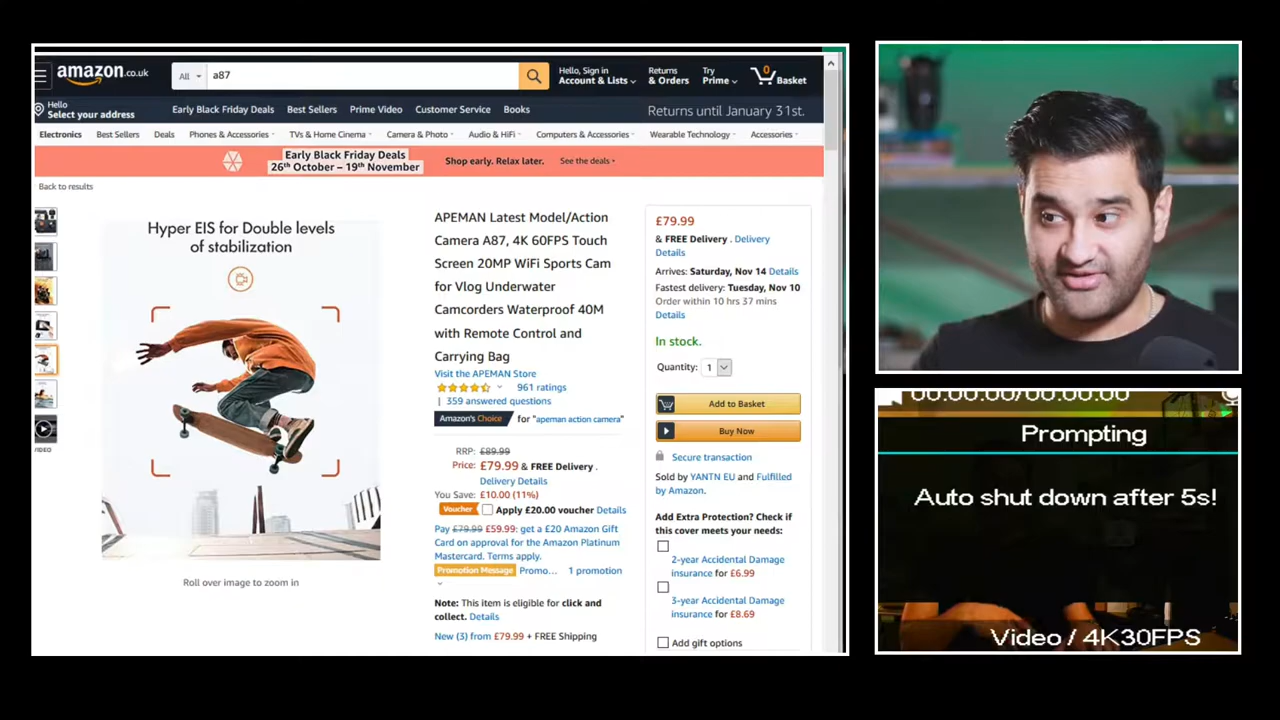 amazon.co.uk
All
a87
Hello, Sign in
Account & Lists
Returns
& Orders
Try
Prime
0
Basket
Hello
Select your address
Early Black Friday Deals
Best Sellers
Prime Video
Customer Service
Books
Returns until January 31st.
Electronics
Best Sellers
Deals
Phones & Accessories
TVs & Home Cinema
Camera & Photo
Audio & HiFi
Computers & Accessories
Wearable Technology
Accessories
Early Black Friday Deals
26th October – 19th November
Shop early. Relax later.
See the deals
Back to results
Hyper EIS for Double levels
of stabilization
VIDEO
Roll over image to zoom in
APEMAN Latest Model/Action
Camera A87, 4K 60FPS Touch
Screen 20MP WiFi Sports Cam
for Vlog Underwater
Camcorders Waterproof 40M
with Remote Control and
Carrying Bag
Visit the APEMAN Store
961 ratings
| 359 answered questions
Amazon's Choice for "apeman action camera"
RRP: £89.99
Price: £79.99 & FREE Delivery .
Delivery Details
You Save: £10.00 (11%)
Voucher Apply £20.00 voucher Details
Pay £79.99 £59.99: get a £20 Amazon Gift
Card on approval for the Amazon Platinum
Mastercard. Terms apply.
Promotion Message Promo... 1 promotion
Note: This item is eligible for click and
collect. Details
New (3) from £79.99 + FREE Shipping
£79.99
& FREE Delivery . Delivery
Details
Arrives: Saturday, Nov 14 Details
Fastest delivery: Tuesday, Nov 10
Order within 10 hrs 37 mins
Details
In stock.
Quantity: 1
Add to Basket
Buy Now
Secure transaction
Sold by YANTN EU and Fulfilled
by Amazon.
Add Extra Protection? Check if
this cover meets your needs:
2-year Accidental Damage
insurance for £6.99
3-year Accidental Damage
insurance for £8.69
Add gift options
00:00:00/00:00:00
Prompting
Auto shut down after 5s!
Video / 4K30FPS